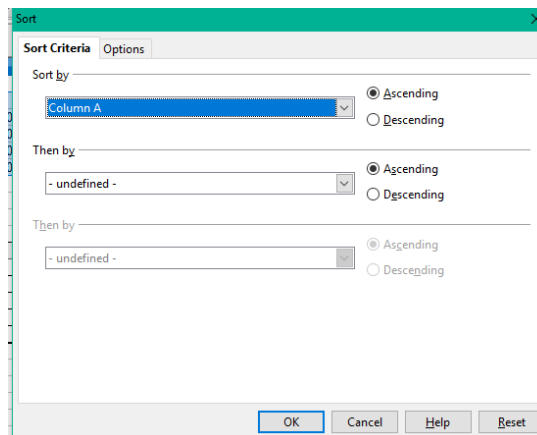 Sort
Sort Criteria Options
Sort by
Column A
Ascending
Descending
Then by
- undefined -
Ascending
Descending
Then by
- undefined -
Ascending
Descending
OK Cancel Help Reset